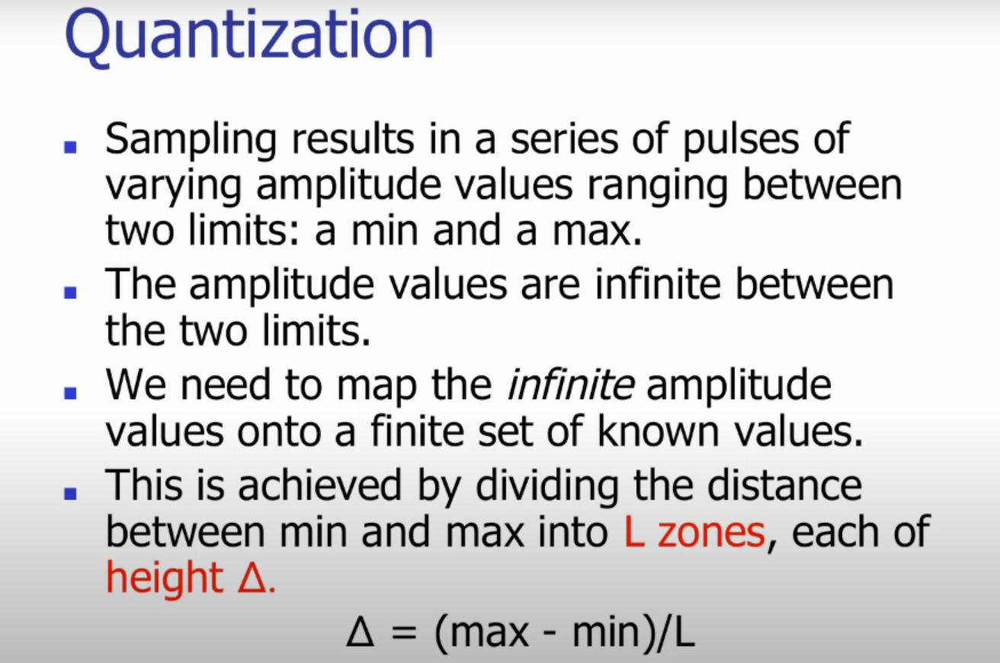 Quantization
Sampling results in a series of pulses of
varying amplitude values ranging between
two limits: a min and a max.
The amplitude values are infinite between
the two limits.
We need to map the infinite amplitude
values onto a finite set of known values.
This is achieved by dividing the distance
between min and max into L zones, each of
height Δ.
Δ = (max - min)/L